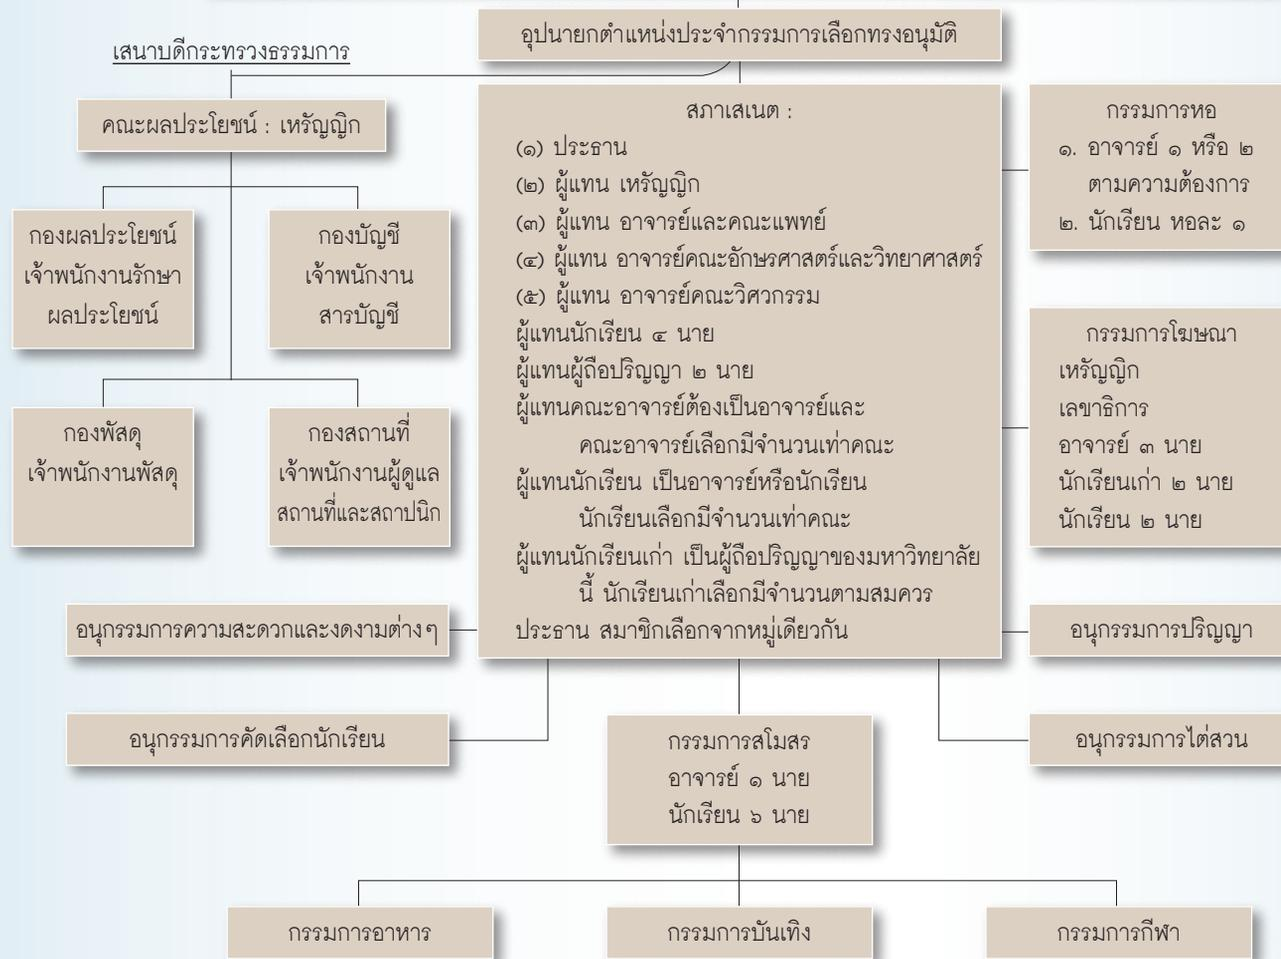 อุปนายกตำแหน่งประจำกรรมการเลือกทรงอนุมัติ
เสนาบดีกระทรวงธรรมการ
คณะผลประโยชน์ : เหรัญญิก
กองผลประโยชน์
เจ้าพนักงานรักษา
ผลประโยชน์
กองบัญชี
เจ้าพนักงาน
สารบัญชี
กองพัสดุ
เจ้าพนักงานพัสดุ
กองสถานที่
เจ้าพนักงานผู้ดูแล
สถานที่และสถาปนิก
สภาเสเนต :
(๑) ประธาน
(๒) ผู้แทน เหรัญญิก
(๓) ผู้แทน อาจารย์และคณะแพทย์
(๔) ผู้แทน อาจารย์คณะอักษรศาสตร์และวิทยาศาสตร์
(๕) ผู้แทน อาจารย์คณะวิศวกรรม
ผู้แทนนักเรียน ๔ นาย
ผู้แทนผู้ถือปริญญา ๒ นาย
ผู้แทนคณะอาจารย์ต้องเป็นอาจารย์และ
คณะอาจารย์เลือกมีจำนวนเท่าคณะ
ผู้แทนนักเรียน เป็นอาจารย์หรือนักเรียน
นักเรียนเลือกมีจำนวนเท่าคณะ
ผู้แทนนักเรียนเก่า เป็นผู้ถือปริญญาของมหาวิทยาลัย
นี้ นักเรียนเก่าเลือกมีจำนวนตามสมควร
ประธาน สมาชิกเลือกจากหมู่เดียวกัน
กรรมการหอ
๑. อาจารย์ ๑ หรือ ๒
ตามความต้องการ
๒. นักเรียน หอละ ๑
กรรมการโฆษณา
เหรัญญิก
เลขาธิการ
อาจารย์ ๓ นาย
นักเรียนเก่า ๒ นาย
นักเรียน ๒ นาย
อนุกรรมการความสะดวกและงดงามต่างๆ
อนุกรรมการปริญญา
อนุกรรมการคัดเลือกนักเรียน
อนุกรรมการไต่สวน
กรรมการสโมสร
อาจารย์ ๑ นาย
นักเรียน ๖ นาย
กรรมการอาหาร
กรรมการบันเทิง
กรรมการกีฬา